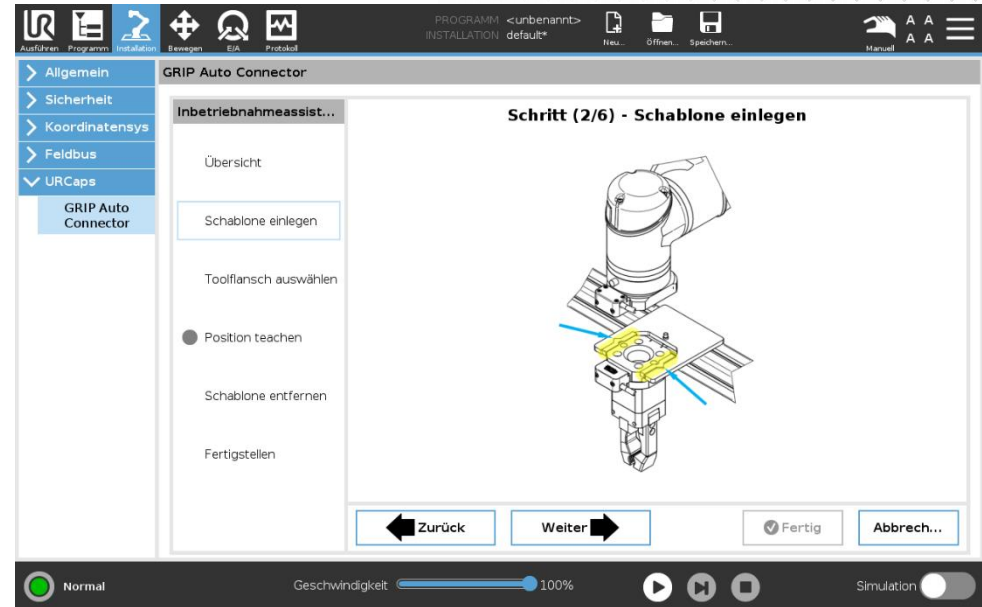 PROGRAMM <unbenannt>
INSTALLATION default*
Ausführen Programm Installation Bewegen E/A Protokoll
Neu... Öffnen... Speichern...
Manuell
A A
A A
Allgemein
Sicherheit
Koordinatensys
Feldbus
URCaps
GRIP Auto
Connector
GRIP Auto Connector
Inbetriebnahmeassist...
Übersicht
Schablone einlegen
Toolflansch auswählen
Position teachen
Schablone entfernen
Fertigstellen
Schritt (2/6) - Schablone einlegen
Zurück Weiter Fertig Abbrech...
Normal Geschwindigkeit 100% Simulation